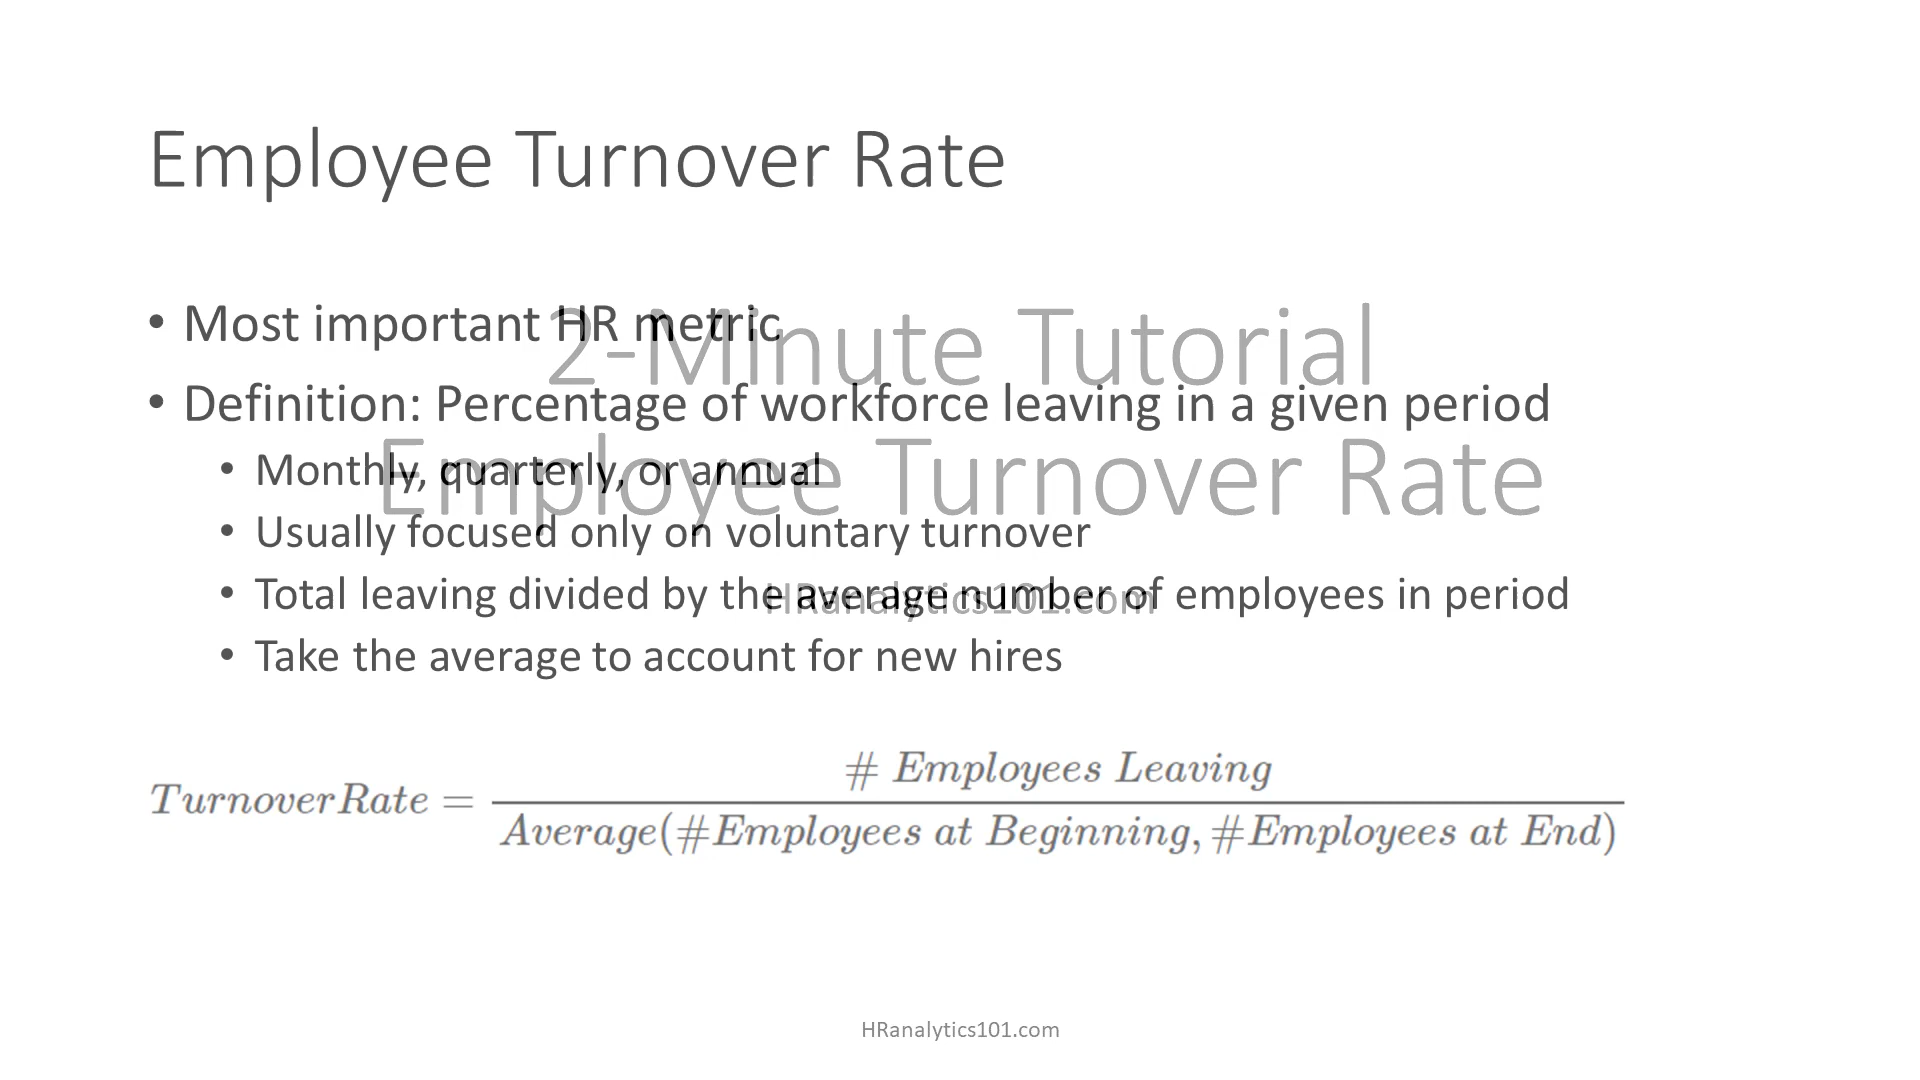 Employee Turnover Rate
• Most important HR metric
2-Minute Tutorial
• Definition: Percentage of workforce leaving in a given period
• Monthly, quarterly, or annual
Employee Turnover Rate
• Usually focused only on voluntary turnover
• Total leaving divided by the average number of employees in period
HRanalytics101.com
• Take the average to account for new hires
TurnoverRate = # Employees Leaving
Average(#Employees at Beginning, #Employees at End)
HRanalytics101.com